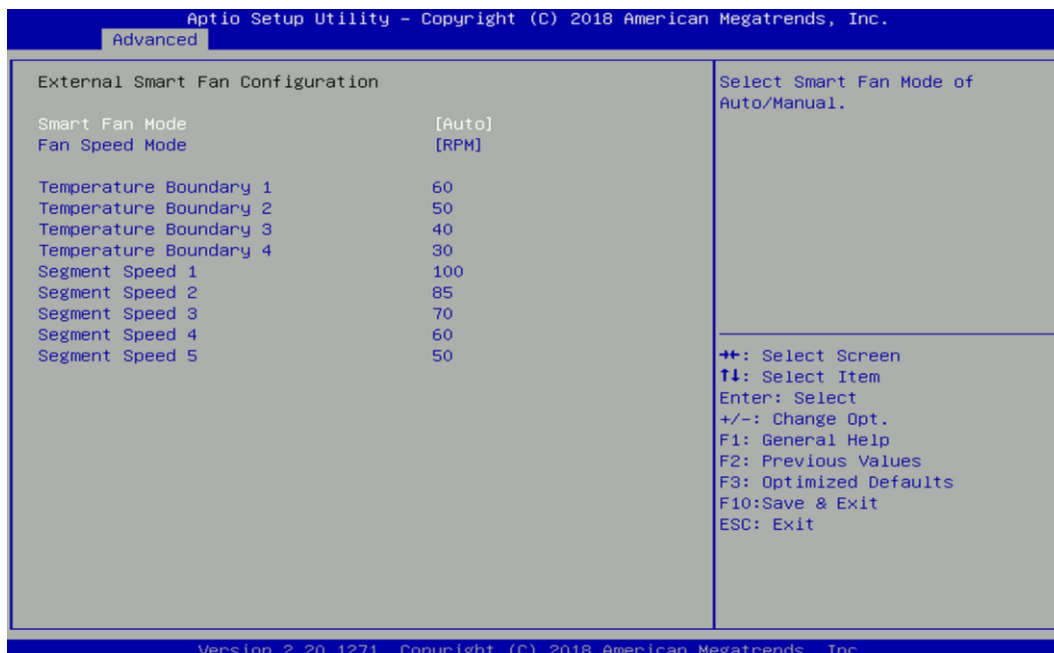 Aptio Setup Utility – Copyright (C) 2018 American Megatrends, Inc.
Advanced
External Smart Fan Configuration
Smart Fan Mode [Auto]
Fan Speed Mode [RPM]
Temperature Boundary 1 60
Temperature Boundary 2 50
Temperature Boundary 3 40
Temperature Boundary 4 30
Segment Speed 1 100
Segment Speed 2 85
Segment Speed 3 70
Segment Speed 4 60
Segment Speed 5 50
Select Smart Fan Mode of
Auto/Manual.
→←: Select Screen
↑↓: Select Item
Enter: Select
+/-: Change Opt.
F1: General Help
F2: Previous Values
F3: Optimized Defaults
F10:Save & Exit
ESC: Exit
Version 2.20.1271. Copyright (C) 2018 American Megatrends, Inc.